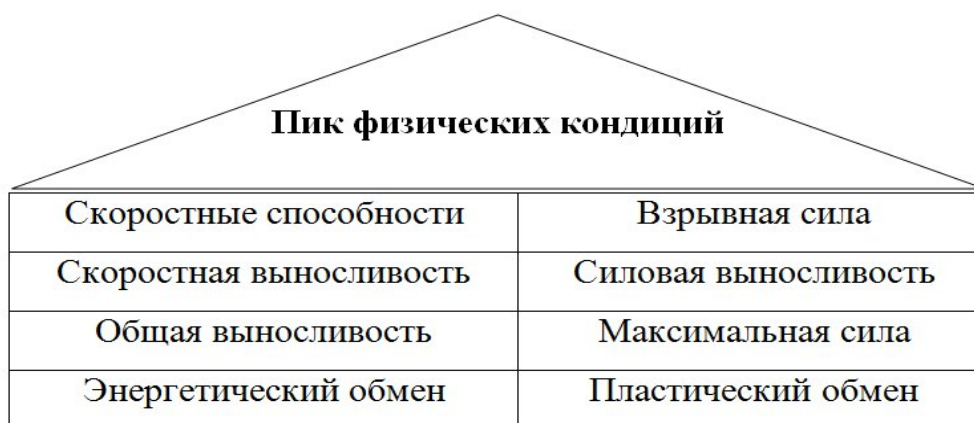 Пик физических кондиций
Скоростные способности Взрывная сила
Скоростная выносливость Силовая выносливость
Общая выносливость Максимальная сила
Энергетический обмен Пластический обмен